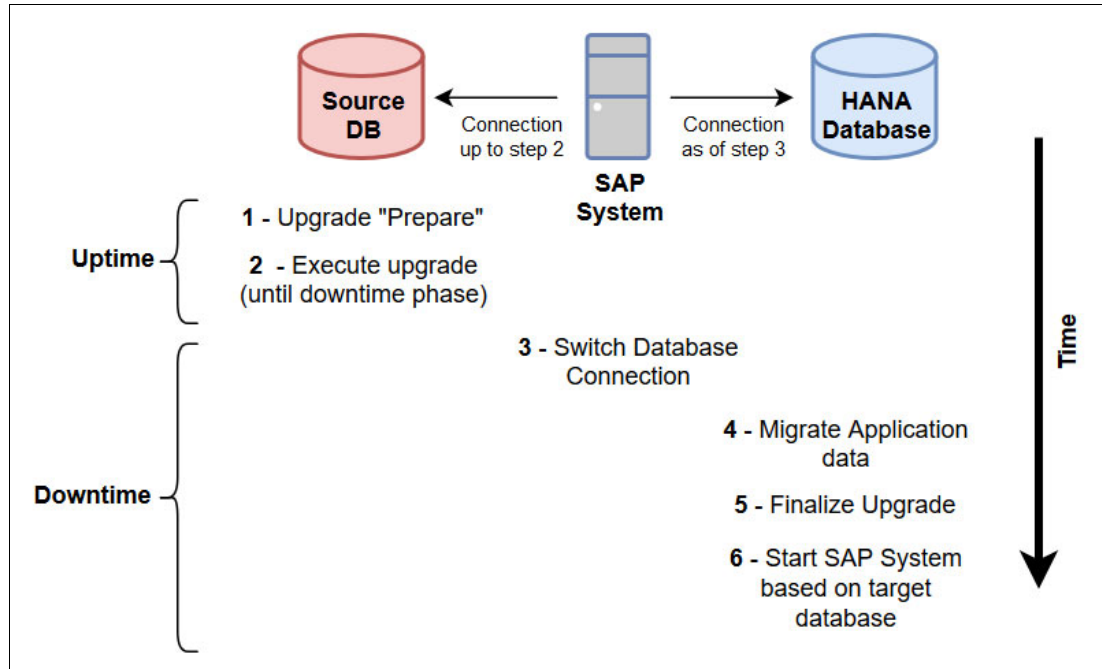 Source
DB
Connection
up to step 2
SAP
System
Connection
as of step 3
HANA
Database
Uptime
1 - Upgrade "Prepare"
2 - Execute upgrade
(until downtime phase)
Time
Downtime
3 - Switch Database
Connection
4 - Migrate Application
data
5 - Finalize Upgrade
6 - Start SAP System
based on target
database